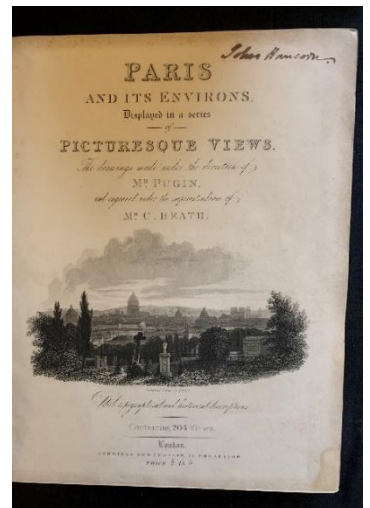 John Hancorn.
PARIS
AND ITS ENVIRONS,
Displayed in a series
of
PICTURESQUE VIEWS.
The drawings made under the direction of
Mr. PUGIN,
and engraved under the superintendence of
Mr. C. HEATH.
With topographical and historical descriptions
Containing 204 Views.
London.